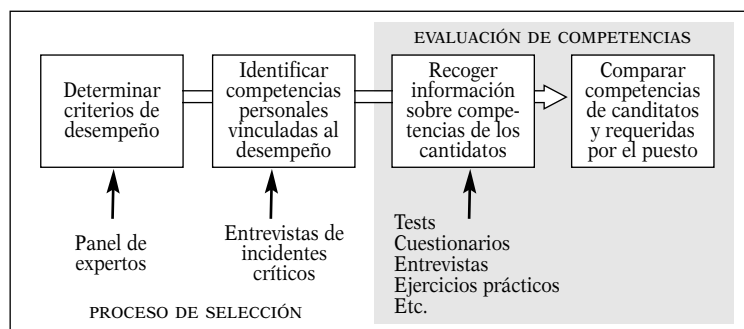 EVALUACIÓN DE COMPETENCIAS
Determinar
criterios de
desempeño
Identificar
competencias
personales
vinculadas al
desempeño
Recoger
información
sobre compe-
tencias de los
cantidatos
Comparar
competencias
de canditatos
y requeridas
por el puesto
Panel de
expertos
Entrevistas de
incidentes
críticos
Tests
Cuestionarios
Entrevistas
Ejercicios prácticos
Etc.
PROCESO DE SELECCIÓN